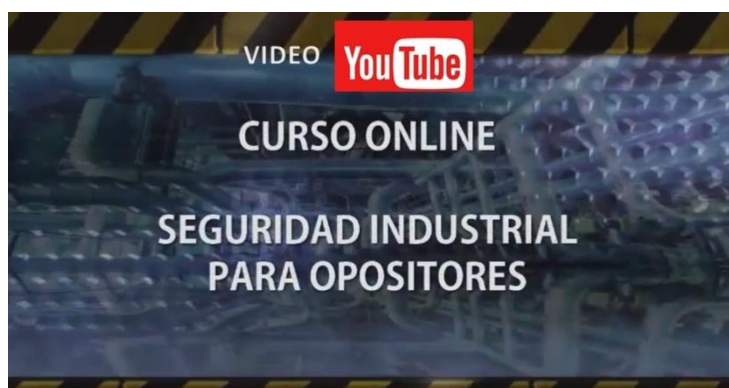 VIDEO YouTube
CURSO ONLINE
SEGURIDAD INDUSTRIAL
PARA OPOSITORES